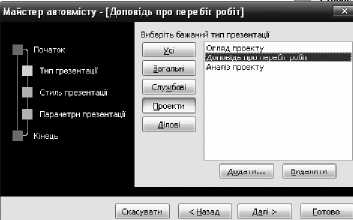 Майстер автовмісту - [Доповідь про перебіг робіт]
Початок
Тип презентації
Стиль презентації
Параметри презентації
Кінець
Виберіть бажаний тип презентації
Усі
Загальні
Службові
Проекти
Ділові
Огляд проекту
Доповідь про перебіг робіт
Аналіз проекту
Додати...
Видалити
Скасувати
< Назад
Далі >
Готово